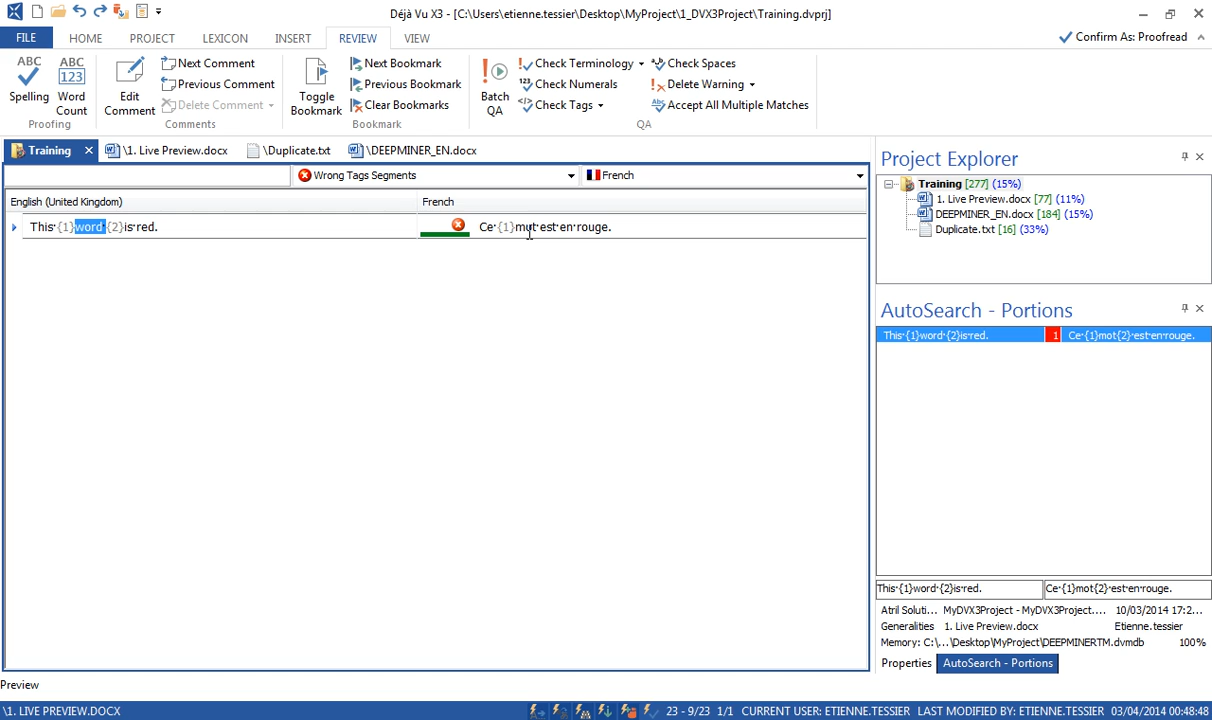 Déjà Vu X3 - [C:\Users\etienne.tessier\Desktop\MyProject\1_DVX3Project\Training.dvprj]
FILE HOME PROJECT LEXICON INSERT REVIEW VIEW Confirm As: Proofread
ABC Spelling
ABC 123 Word Count
Proofing
Edit Comment
Next Comment
Previous Comment
Delete Comment
Comments
Toggle Bookmark
Next Bookmark
Previous Bookmark
Clear Bookmarks
Bookmark
Batch QA
Check Terminology
Check Numerals
Check Tags
Check Spaces
Delete Warning
Accept All Multiple Matches
QA
Training \1. Live Preview.docx \Duplicate.txt \DEEPMINER_EN.docx
Wrong Tags Segments French
English (United Kingdom) French
This·{1}word·{2}is·red. Ce·{1}mut·est·en·rouge.
Project Explorer
Training [277] (15%)
1. Live Preview.docx [77] (11%)
DEEPMINER_EN.docx [184] (15%)
Duplicate.txt [16] (33%)
AutoSearch - Portions
This·{1}word·{2}is·red. 1 Ce·{1}mot{2}·est·en·rouge.
This·{1}word·{2}is·red. Ce·{1}mot{2}·est·en·rouge.
Atril Soluti... MyDVX3Project - MyDVX3Project.... 10/03/2014 17:2...
Generalities 1. Live Preview.docx Etienne.tessier
Memory: C:\...\Desktop\MyProject\DEEPMINERTM.dvmdb 100%
Properties AutoSearch - Portions
Preview
\1. LIVE PREVIEW.DOCX 23 - 9/23 1/1 CURRENT USER: ETIENNE.TESSIER LAST MODIFIED BY: ETIENNE.TESSIER 03/04/2014 00:48:48